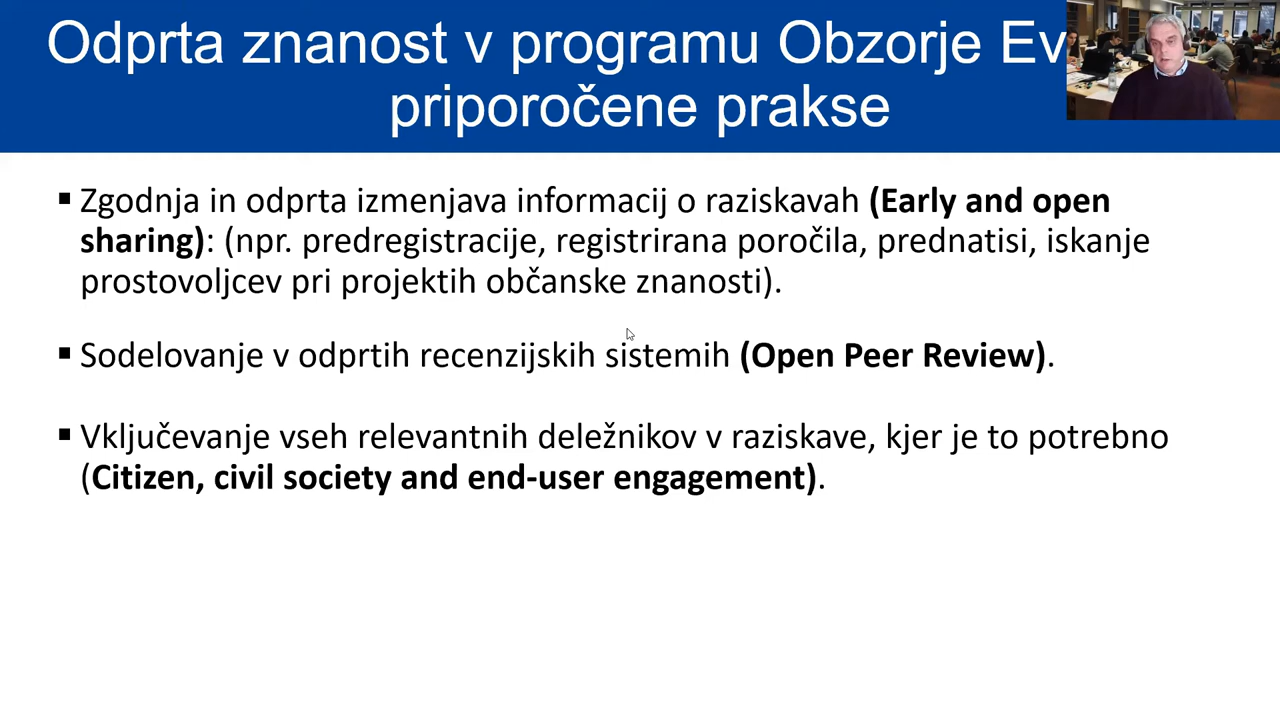 Odprta znanost v programu Obzorje Ev
priporočene prakse
▪ Zgodnja in odprta izmenjava informacij o raziskavah (Early and open
sharing): (npr. predregistracije, registrirana poročila, prednatisi, iskanje
prostovoljcev pri projektih občanske znanosti).
▪ Sodelovanje v odprtih recenzijskih sistemih (Open Peer Review).
▪ Vključevanje vseh relevantnih deležnikov v raziskave, kjer je to potrebno
(Citizen, civil society and end-user engagement).